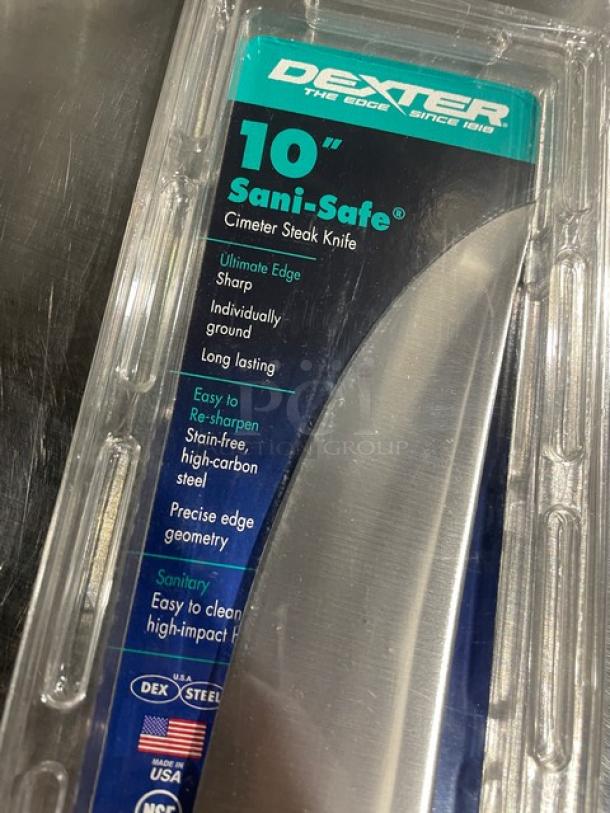 DEXTER®
THE EDGE SINCE 1818
10"
Sani-Safe®
Cimeter Steak Knife
Ultimate Edge
Sharp
Individually
ground
Long lasting
Easy to
Re-sharpen
Stain-free,
high-carbon
steel
Precise edge
geometry
Sanitary
Easy to clean
high-impact
U.S.A.
DEX STEEL
MADE IN
USA
NSF
GROUP